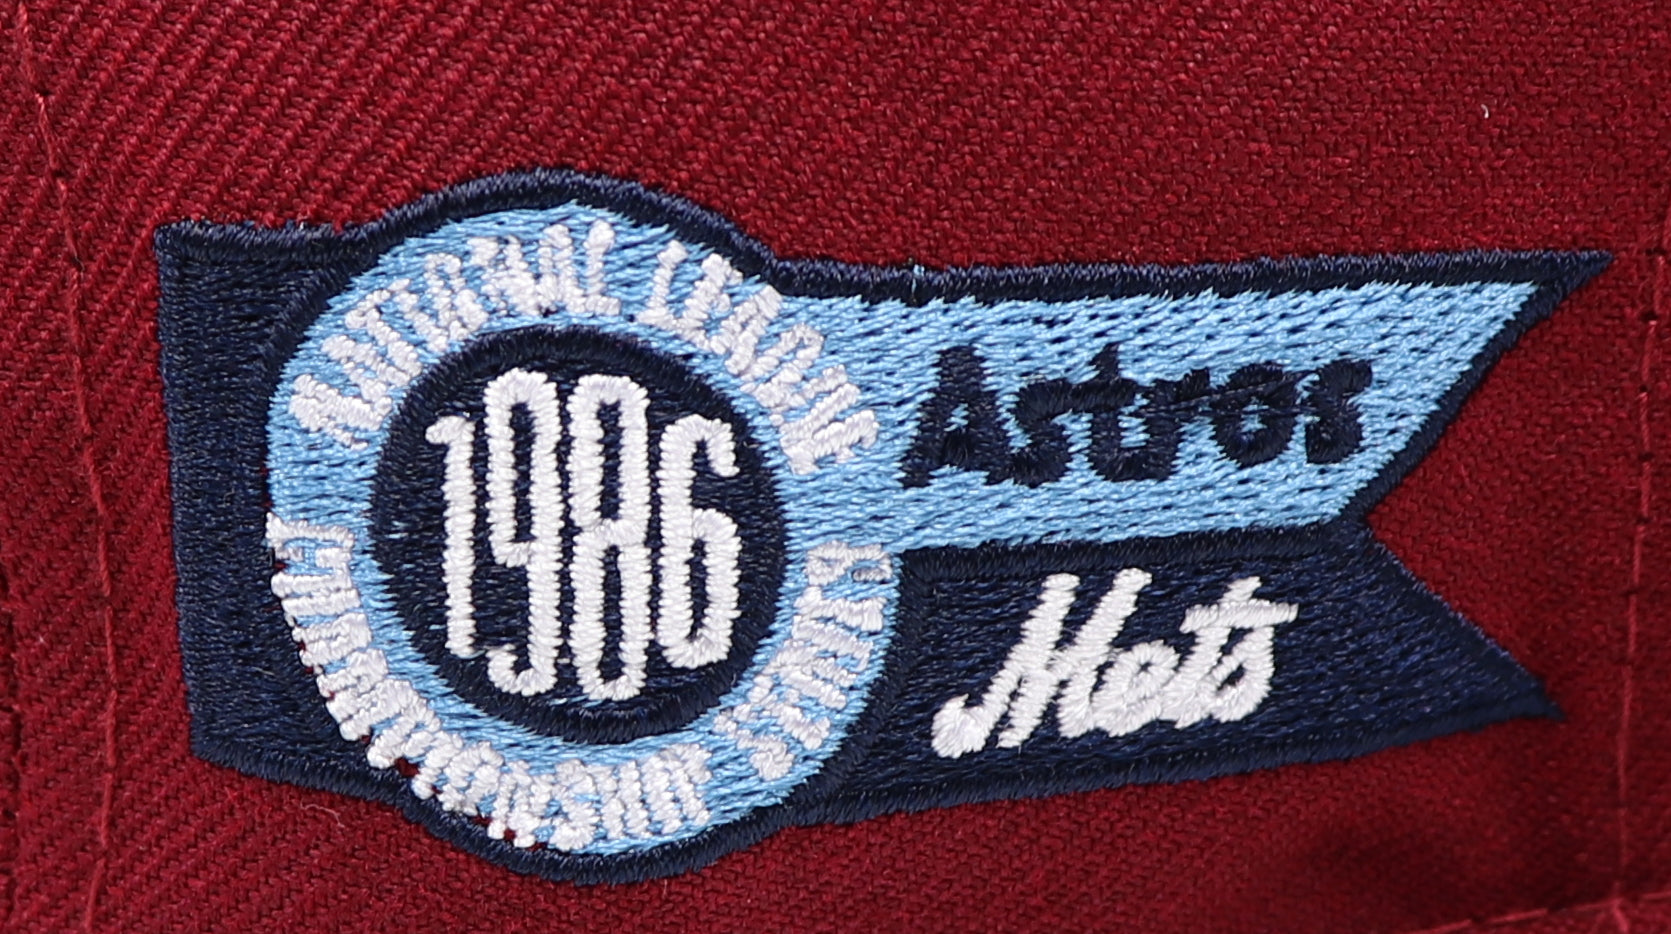 NATIONAL LEAGUE
1986
CHAMPIONSHIP SERIES
Astros
Mets